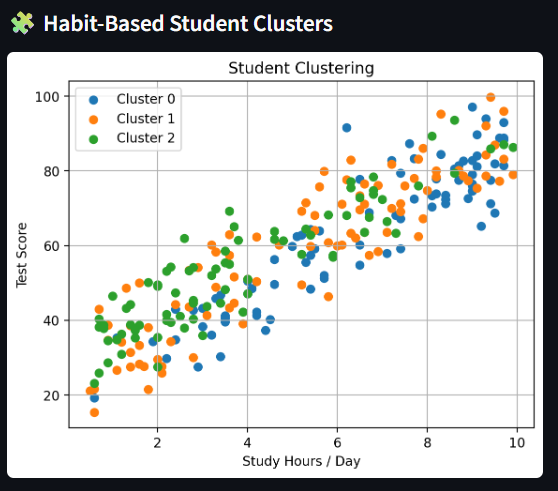 🧩 Habit-Based Student Clusters
Student Clustering
Cluster 0
Cluster 1
Cluster 2
Test Score
100
80
60
40
20
2 4 6 8 10
Study Hours / Day